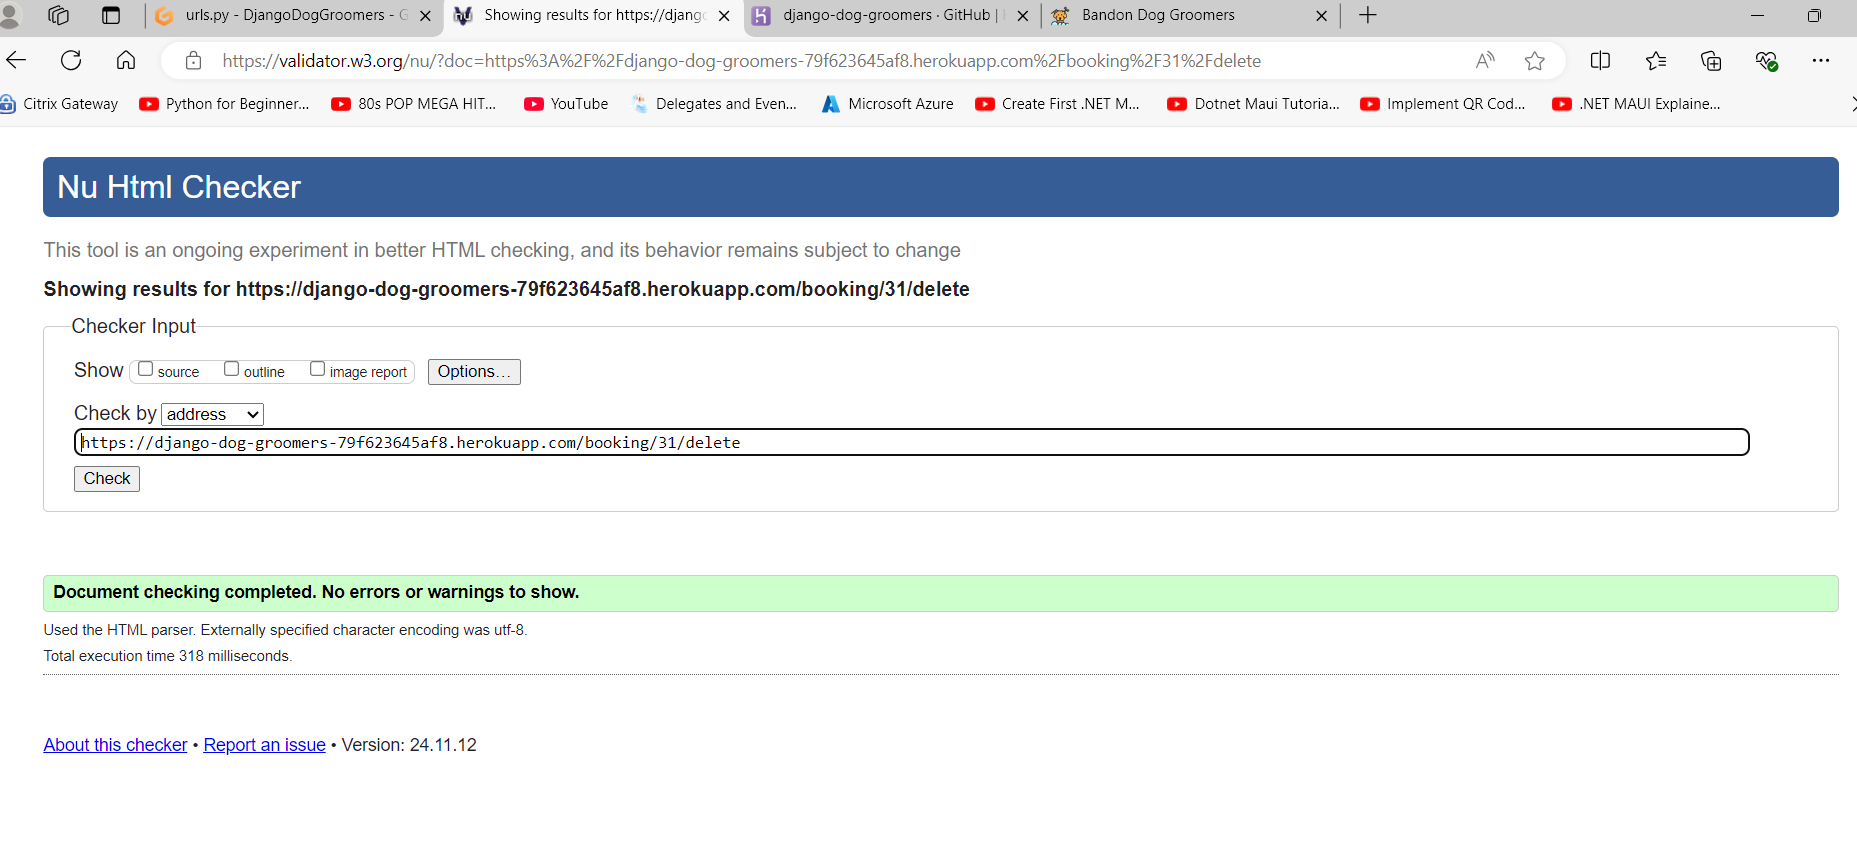 urls.py - DjangoDogGroomers - G
Showing results for https://djang
django-dog-groomers · GitHub |
Bandon Dog Groomers
https://validator.w3.org/nu/?doc=https%3A%2F%2Fdjango-dog-groomers-79f623645af8.herokuapp.com%2Fbooking%2F31%2Fdelete
Citrix Gateway
Python for Beginner...
80s POP MEGA HIT...
YouTube
Delegates and Even...
Microsoft Azure
Create First .NET M...
Dotnet Maui Tutoria...
Implement QR Cod...
.NET MAUI Explaine...
Nu Html Checker
This tool is an ongoing experiment in better HTML checking, and its behavior remains subject to change
Showing results for https://django-dog-groomers-79f623645af8.herokuapp.com/booking/31/delete
Checker Input
Show source outline image report Options...
Check by address
https://django-dog-groomers-79f623645af8.herokuapp.com/booking/31/delete
Check
Document checking completed. No errors or warnings to show.
Used the HTML parser. Externally specified character encoding was utf-8.
Total execution time 318 milliseconds.
About this checker • Report an issue • Version: 24.11.12